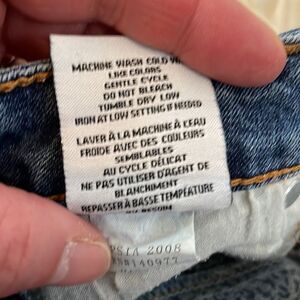 MACHINE WASH COLD
LIKE COLORS
GENTLE CYCLE
DO NOT BLEACH
TUMBLE DRY LOW
IRON AT LOW SETTING IF NEEDED
LAVER À LA MACHINE À L'EAU
FROIDE AVEC DES COULEURS
SEMBLABLES
AU CYCLE DÉLICAT
NE PAS UTILISER D'AGENT DE
BLANCHIMENT
REPASSER À BASSE TEMPÉRATURE
2008